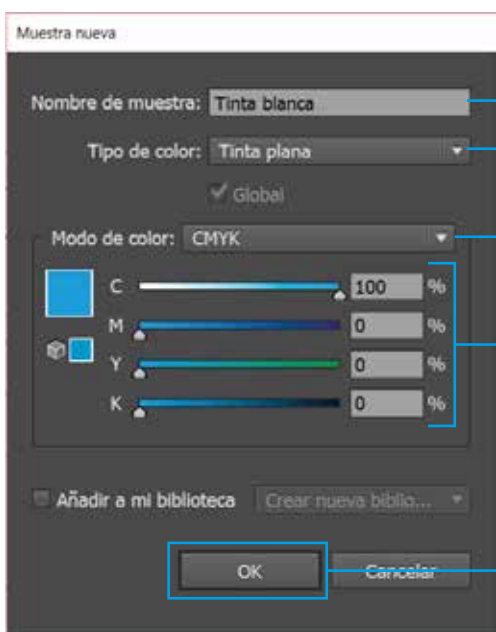 Muestra nueva
Nombre de muestra: Tinta blanca
Tipo de color: Tinta plana
Global
Modo de color: CMYK
C 100 %
M 0 %
Y 0 %
K 0 %
Añadir a mi biblioteca Crear nueva biblio...
OK Cancelar